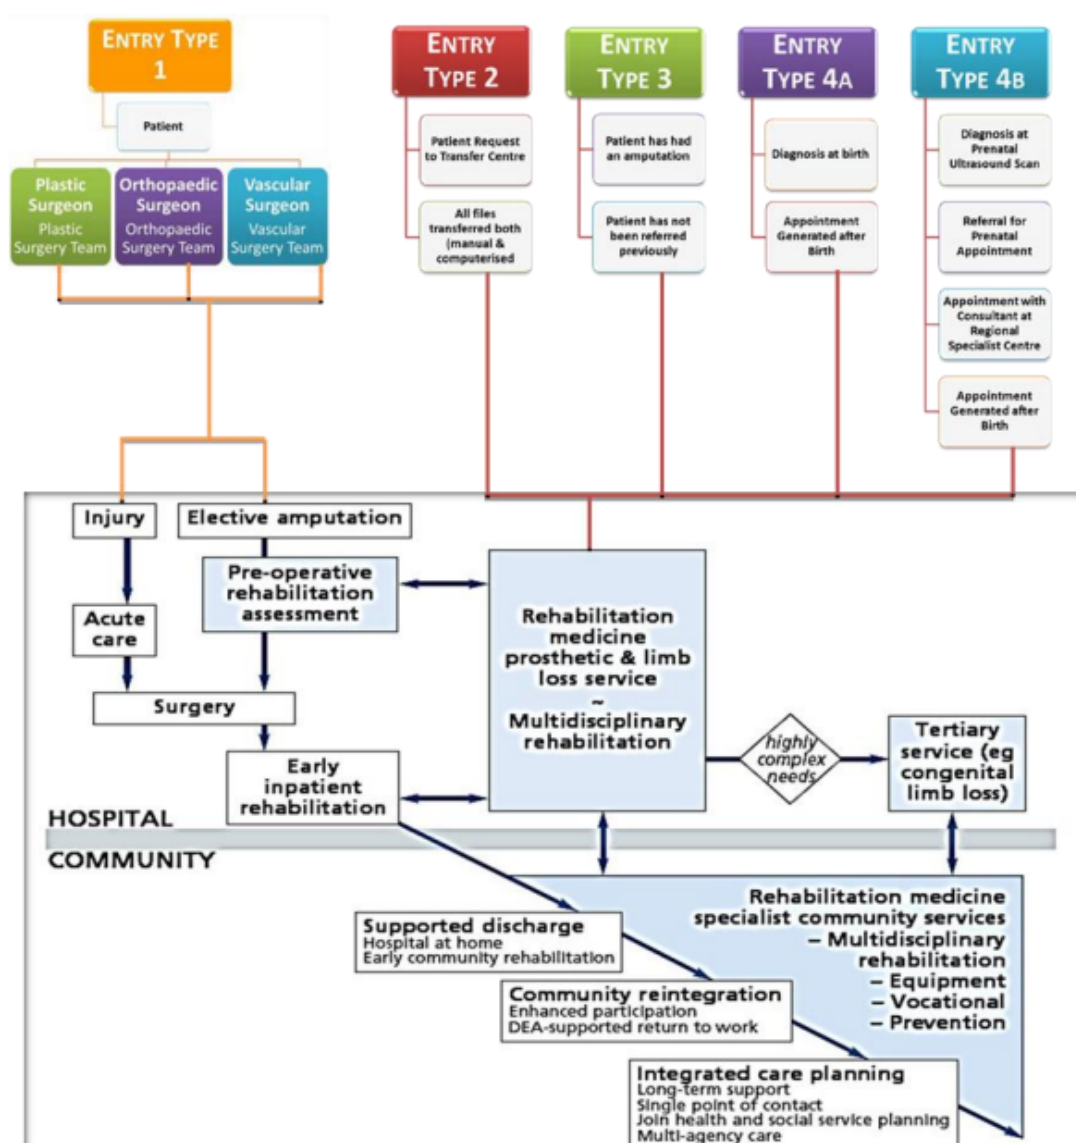 ENTRY TYPE
1
Patient
Plastic
Surgeon
Plastic
Surgery Team
Orthopaedic
Surgeon
Orthopaedic
Surgery Team
Vascular
Surgeon
Vascular
Surgery Team
ENTRY
TYPE 2
Patient Request
to Transfer Centre
All files
transferred both
(manual &
computerised
ENTRY
TYPE 3
Patient has had
an amputation
Patient has not
been referred
previously
ENTRY
TYPE 4A
Diagnosis at birth
Appointment
Generated after
Birth
ENTRY
TYPE 4B
Diagnosis at
Prenatal
Ultrasound Scan
Referral for
Prenatal
Appointment
Appointment with
Consultant at
Regional
Specialist Centre
Appointment
Generated after
Birth
Injury
Elective amputation
Pre-operative
rehabilitation
assessment
Acute
care
Surgery
Early
inpatient
rehabilitation
Rehabilitation
medicine
prosthetic & limb
loss service
~
Multidisciplinary
rehabilitation
highly
complex
needs
Tertiary
service (eg
congenital
limb loss)
HOSPITAL
COMMUNITY
Rehabilitation medicine
specialist community services
– Multidisciplinary
rehabilitation
– Equipment
– Vocational
– Prevention
Supported discharge
Hospital at home
Early community rehabilitation
Community reintegration
Enhanced participation
DEA-supported return to work
Integrated care planning
Long-term support
Single point of contact
Join health and social service planning
Multi-agency care